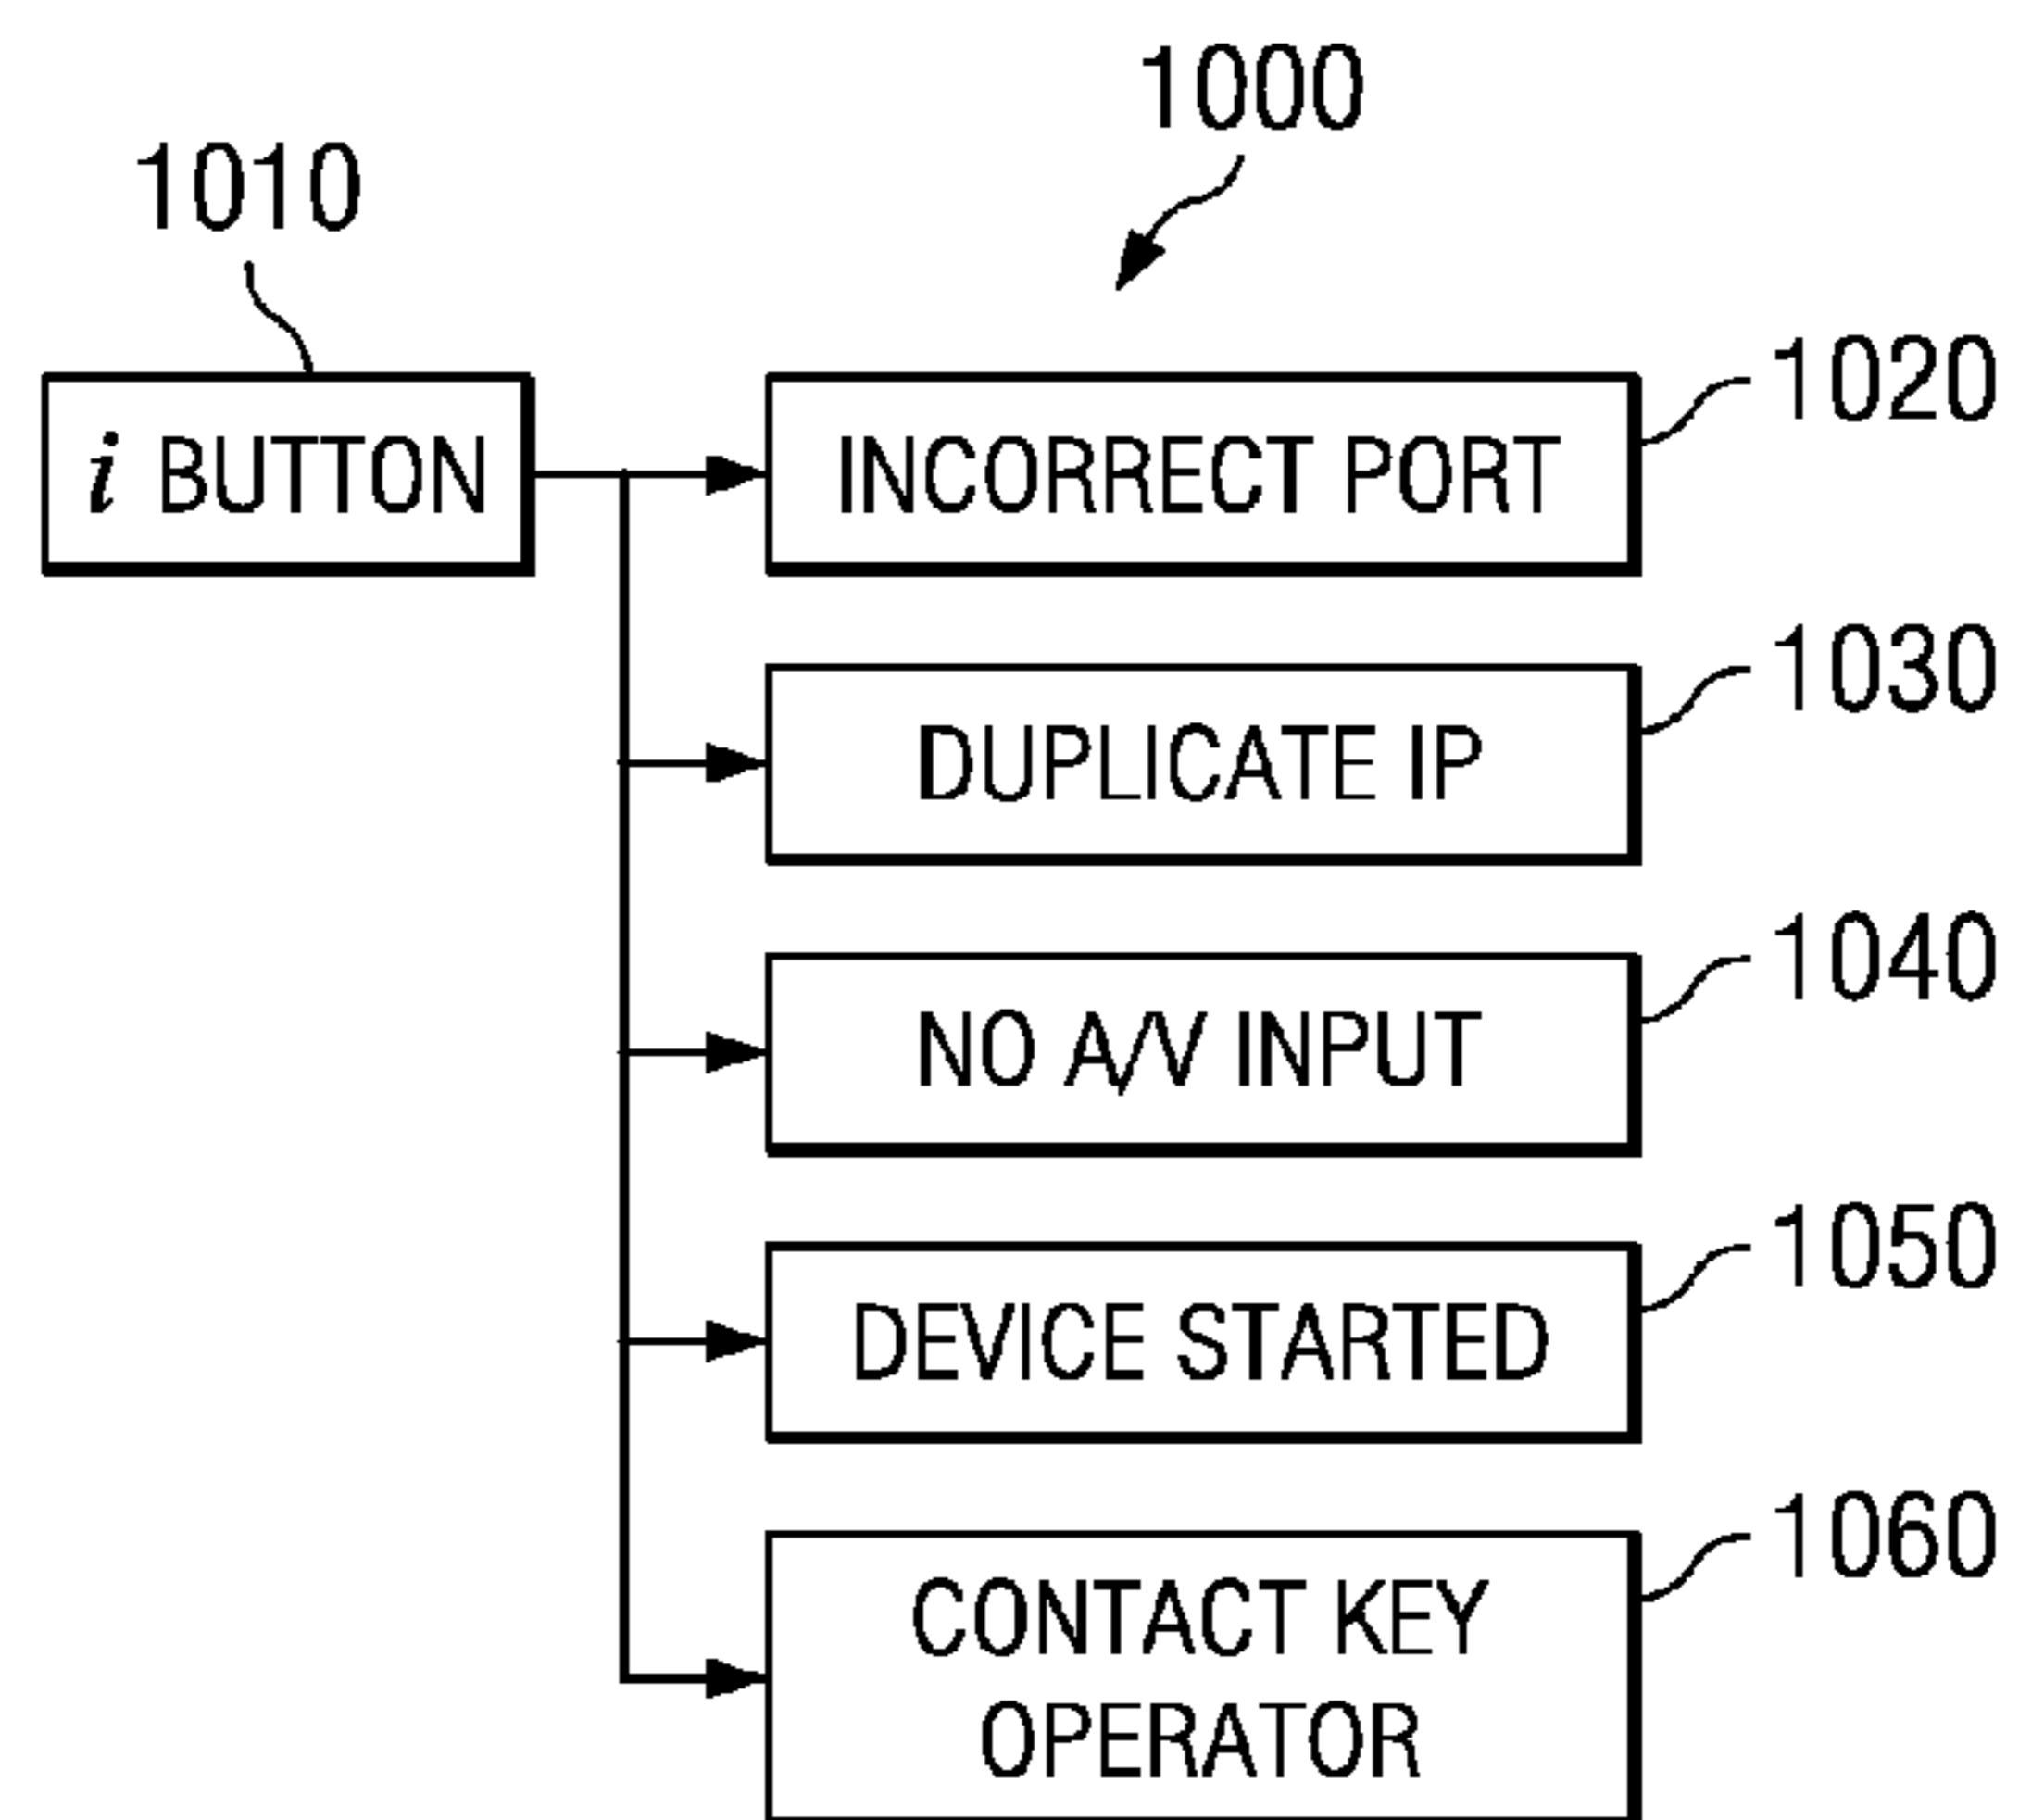 1000
1010
i BUTTON
INCORRECT PORT
1020
DUPLICATE IP
1030
NO A/V INPUT
1040
DEVICE STARTED
1050
CONTACT KEY
OPERATOR
1060